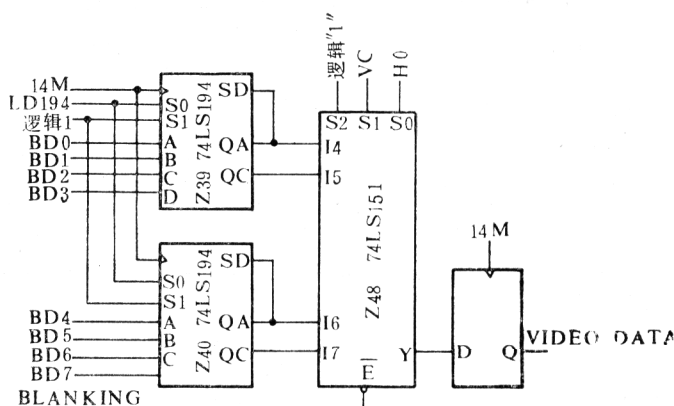 逻辑"1"
VC
H0
14M
LD194
逻辑1
BD0
BD1
BD2
BD3
S0
S1
A
B
C
D
SD
QA
QC
Z39 74LS194
S2 S1 S0
I4
I5
I6
I7
Z48 74LS151
Y
E
S0
S1
A
B
C
SD
QA
QC
Z40 74LS194
BD4
BD5
BD6
BD7
BLANKING
14M
D
Q
VIDEO DATA